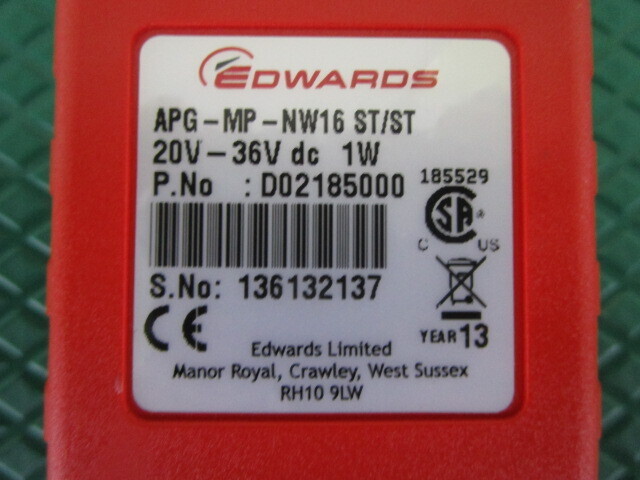 EDWARDS
APG-MP-NW16 ST/ST
20V-36V dc 1W
P.No : D02185000
185529
SA ®
C US
S.No: 136132137
CE
YEAR 13
Edwards Limited
Manor Royal, Crawley, West Sussex
RH10 9LW